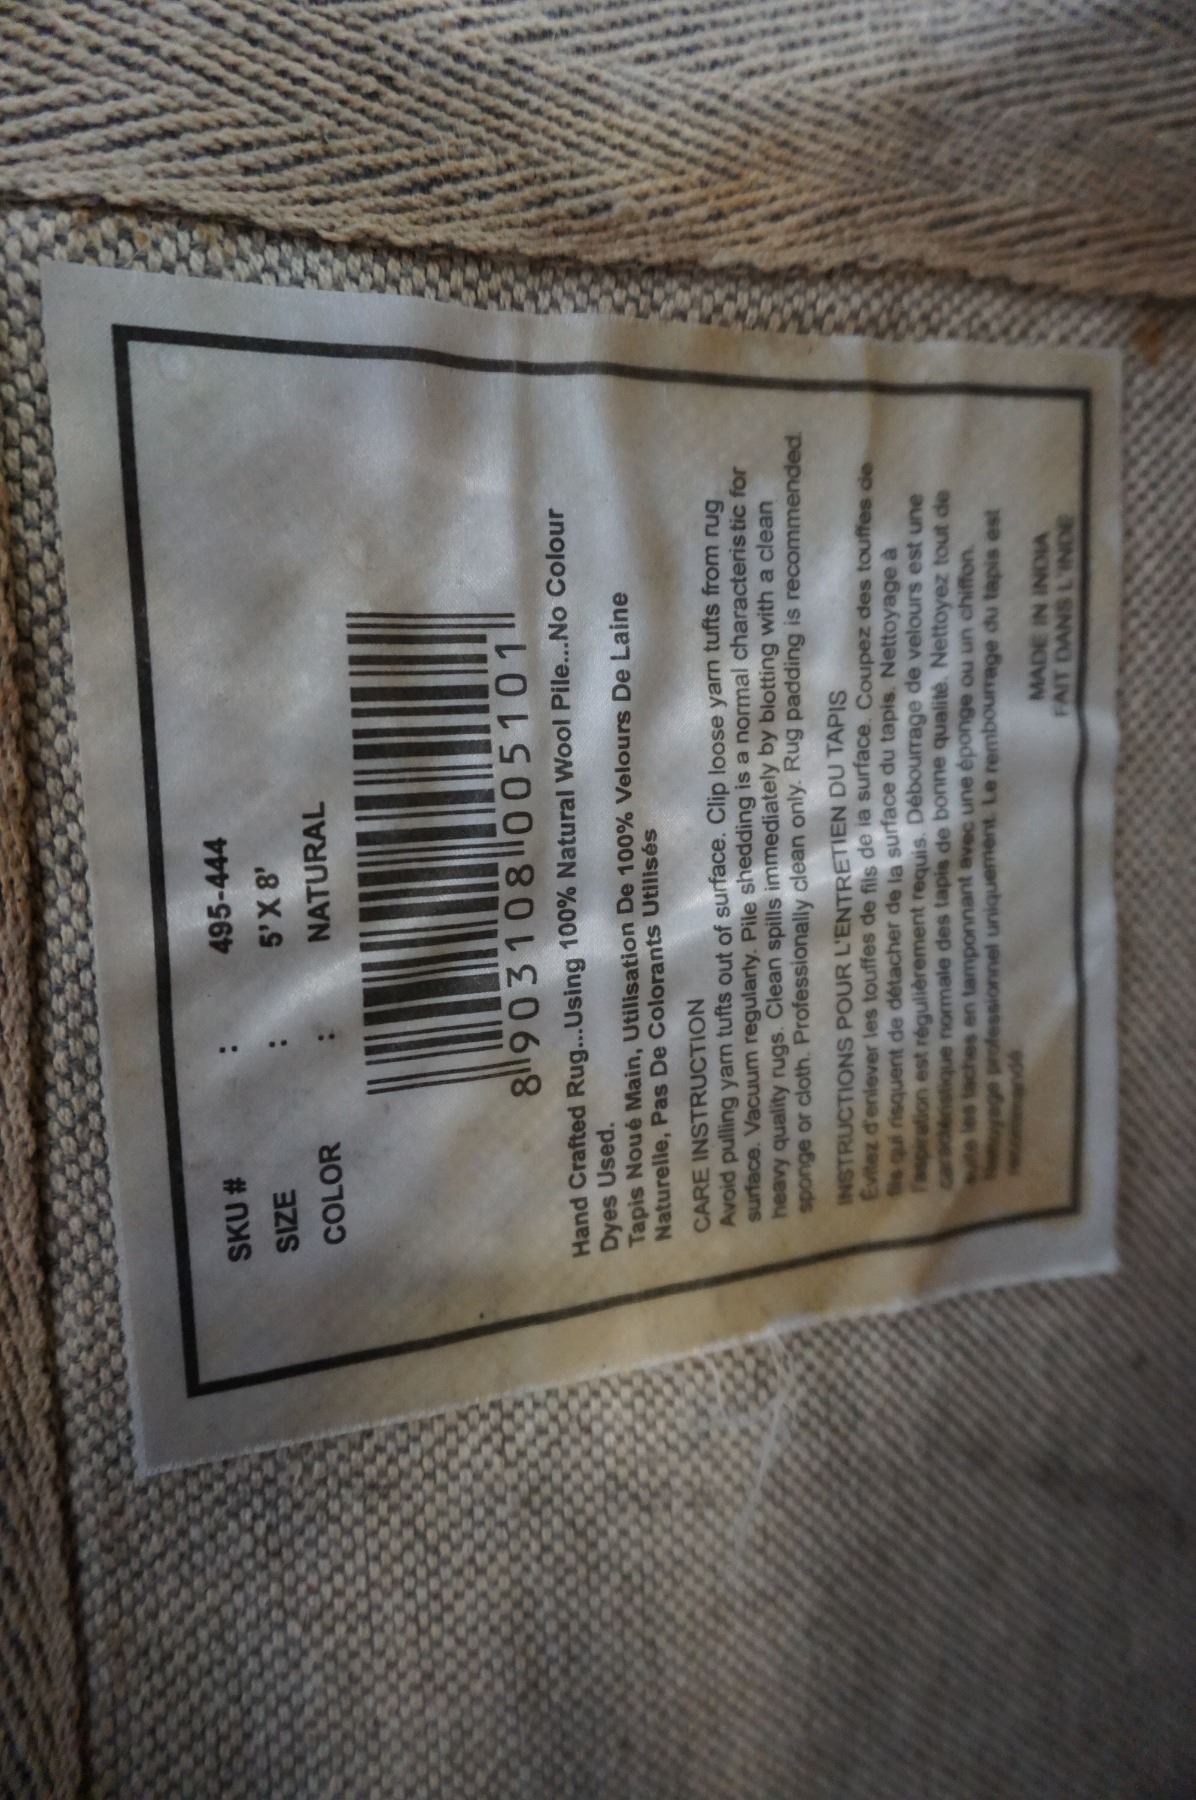 SKU # : 495-444
SIZE : 5' X 8'
COLOR : NATURAL
8 903108 005101
Hand Crafted Rug...Using 100% Natural Wool Pile...No Colour
Dyes Used.
Tapis Noué Main, Utilisation De 100% Velours De Laine
Naturelle, Pas De Colorants Utilisés
CARE INSTRUCTION
Avoid pulling yarn tufts out of surface. Clip loose yarn tufts from rug
surface. Vacuum regularly. Pile shedding is a normal characteristic for
heavy quality rugs. Clean spills immediately by blotting with a clean
sponge or cloth. Professionally clean only. Rug padding is recommended.
INSTRUCTIONS POUR L'ENTRETIEN DU TAPIS
Évitez d'enlever les touffes de fils de la surface. Coupez des touffes de
fils qui risquent de détacher de la surface du tapis. Nettoyage à
l'aspiration est régulièrement requis. Débourrage de velours est une
caractéristique normale des tapis de bonne qualité. Nettoyez tout de
suite les taches en tamponnant avec une éponge ou un chiffon.
Nettoyage professionnel uniquement. Le rembourrage du tapis est
MADE IN INDIA
FAIT DANS L'INDE